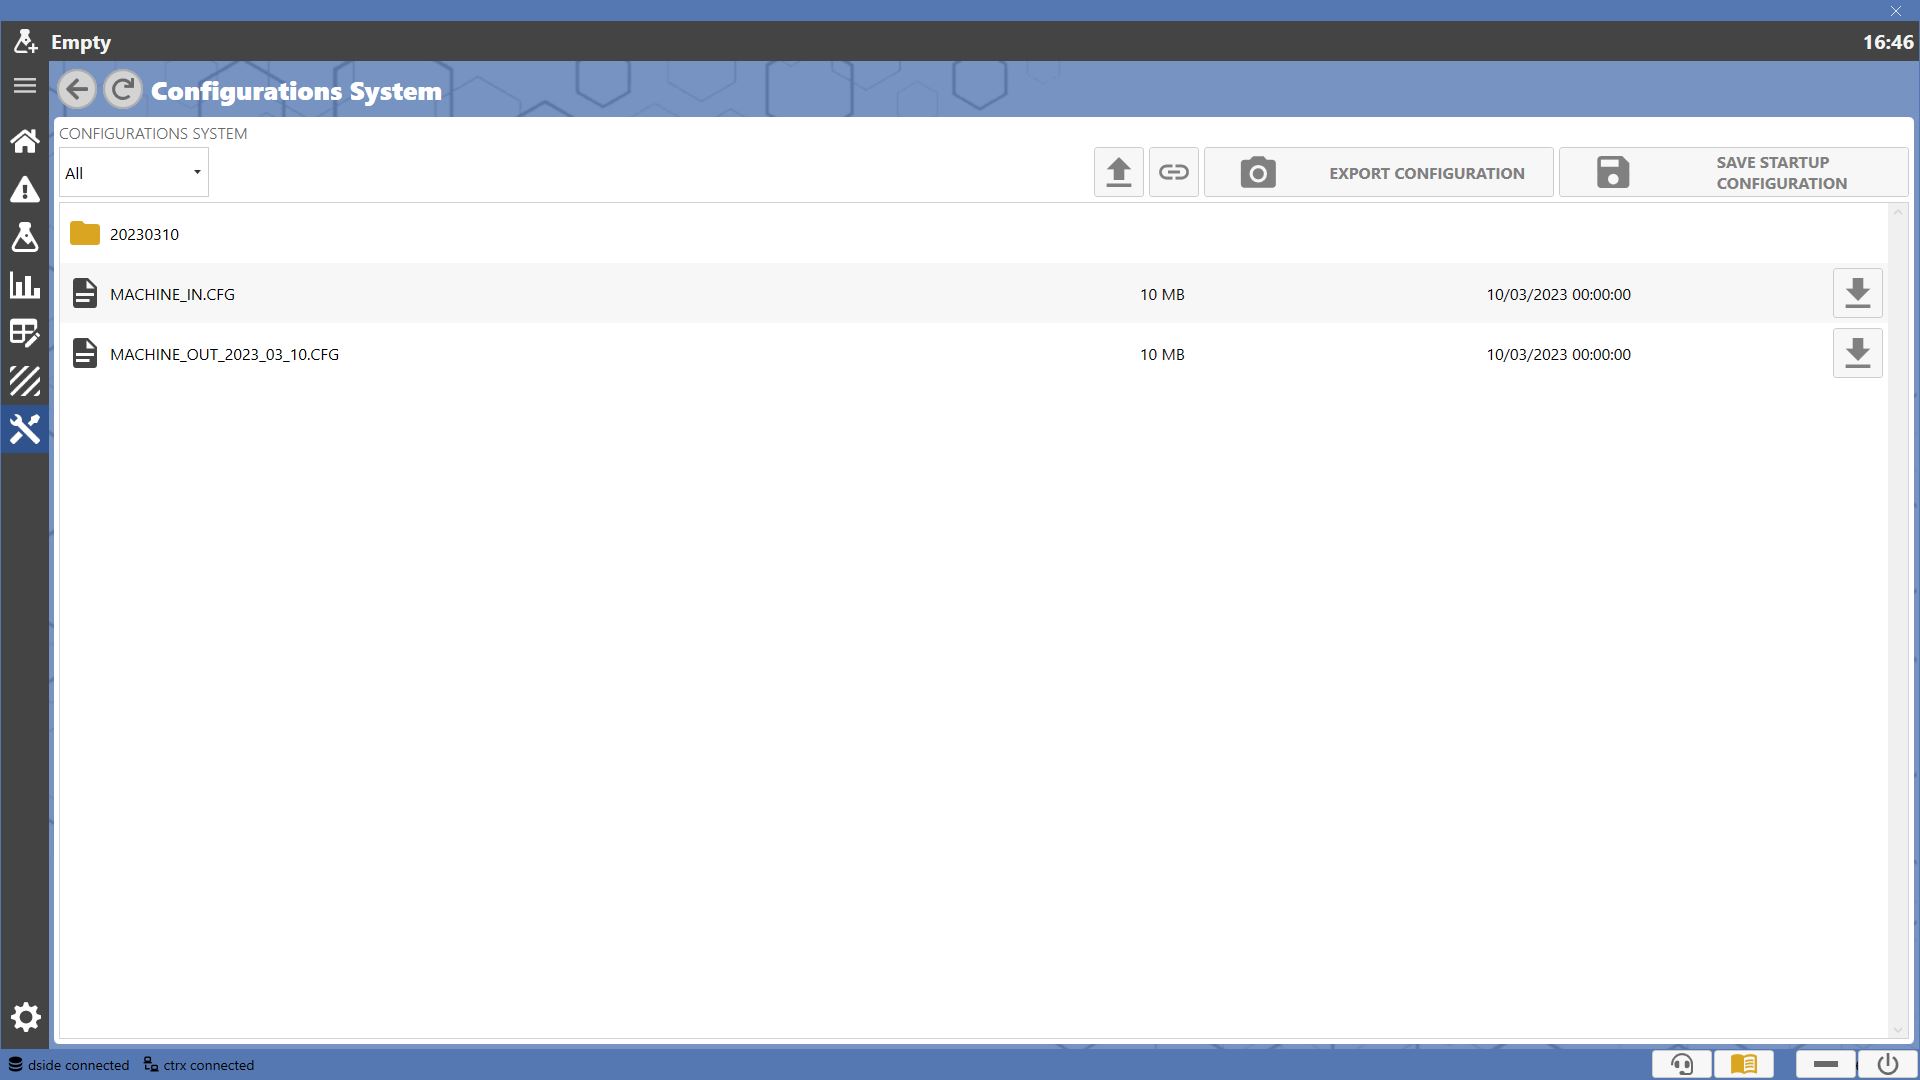 Empty
16:46
Configurations System
CONFIGURATIONS SYSTEM
All
EXPORT CONFIGURATION
SAVE STARTUP
CONFIGURATION
20230310
MACHINE_IN.CFG 10 MB 10/03/2023 00:00:00
MACHINE_OUT_2023_03_10.CFG 10 MB 10/03/2023 00:00:00
dside connected ctrx connected